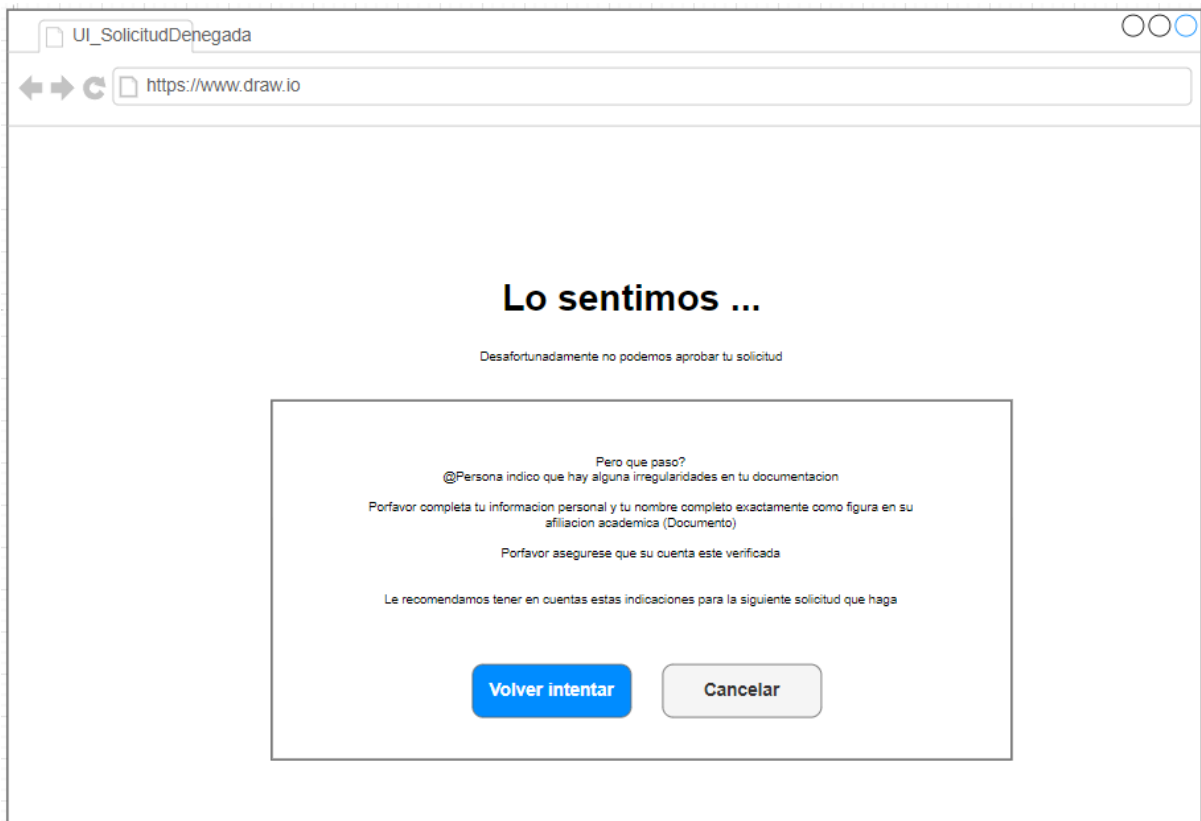 UI_SolicitudDenegada
https://www.draw.io
Lo sentimos ...
Desafortunadamente no podemos aprobar tu solicitud
Pero que paso?
@Persona indico que hay alguna irregularidades en tu documentacion
Porfavor completa tu informacion personal y tu nombre completo exactamente como figura en su
afiliacion academica (Documento)
Porfavor asegurese que su cuenta este verificada
Le recomendamos tener en cuentas estas indicaciones para la siguiente solicitud que haga
Volver intentar
Cancelar